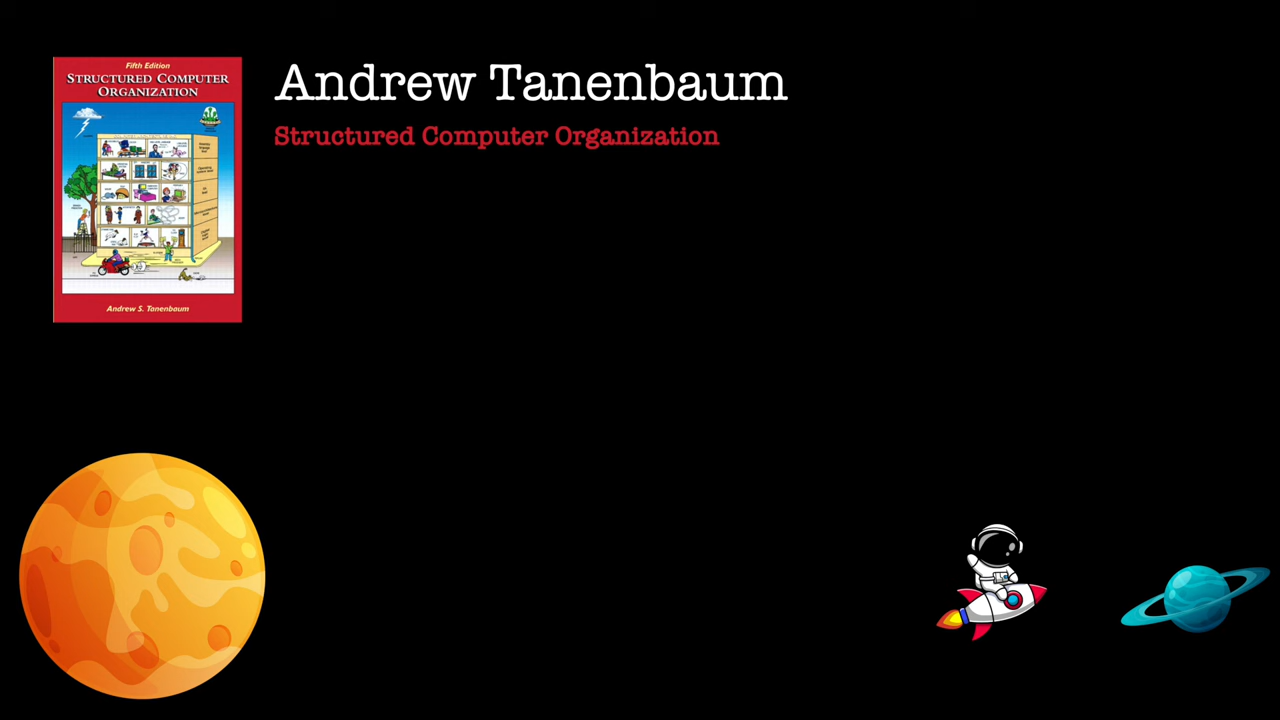 Fifth Edition
STRUCTURED COMPUTER
ORGANIZATION
Andrew S. Tanenbaum
Andrew Tanenbaum
Structured Computer Organization